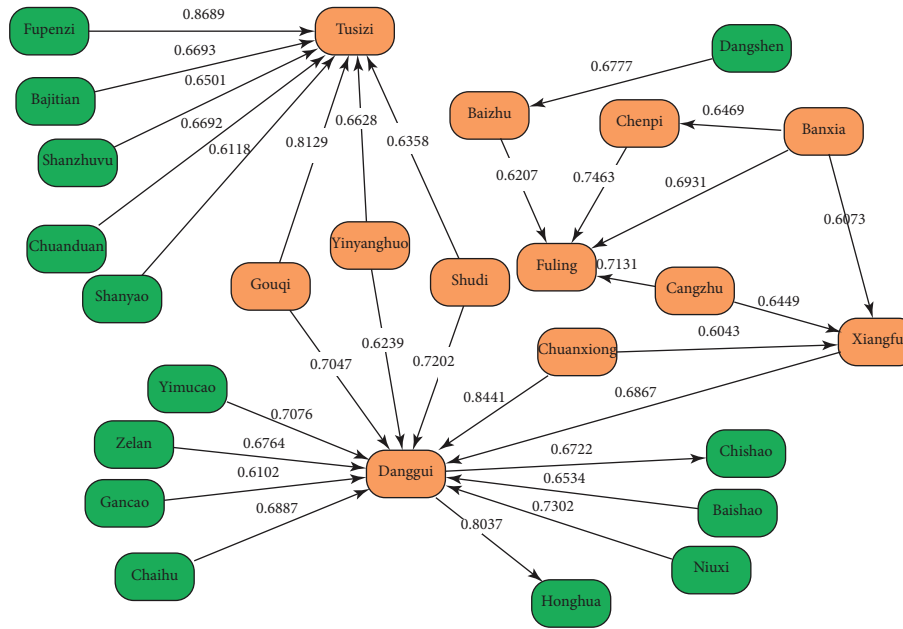 Fupenzi
0.8689
Tusizi
Dangshen
0.6693
0.6777
Bajitian
0.6501
Baizhu
Chenpi
0.6469
Banxia
0.6692
0.6628
0.8129
0.6358
Shanzhuvu
0.6118
0.7463
0.6207
0.6931
0.6073
Chuanduan
Yinyanghuo
Fuling
0.7131
Shanyao
Gouqi
Shudi
Cangzhu
0.6449
Chuanxiong
0.6043
Xiangfu
0.6239
0.7047
0.7202
Yimucao
0.8441
0.6867
0.7076
Zelan
0.6764
0.6722
Chishao
0.6102
Danggui
0.6534
Gancao
0.6887
0.7302
Baishao
0.8037
Chaihu
Niuxi
Honghua